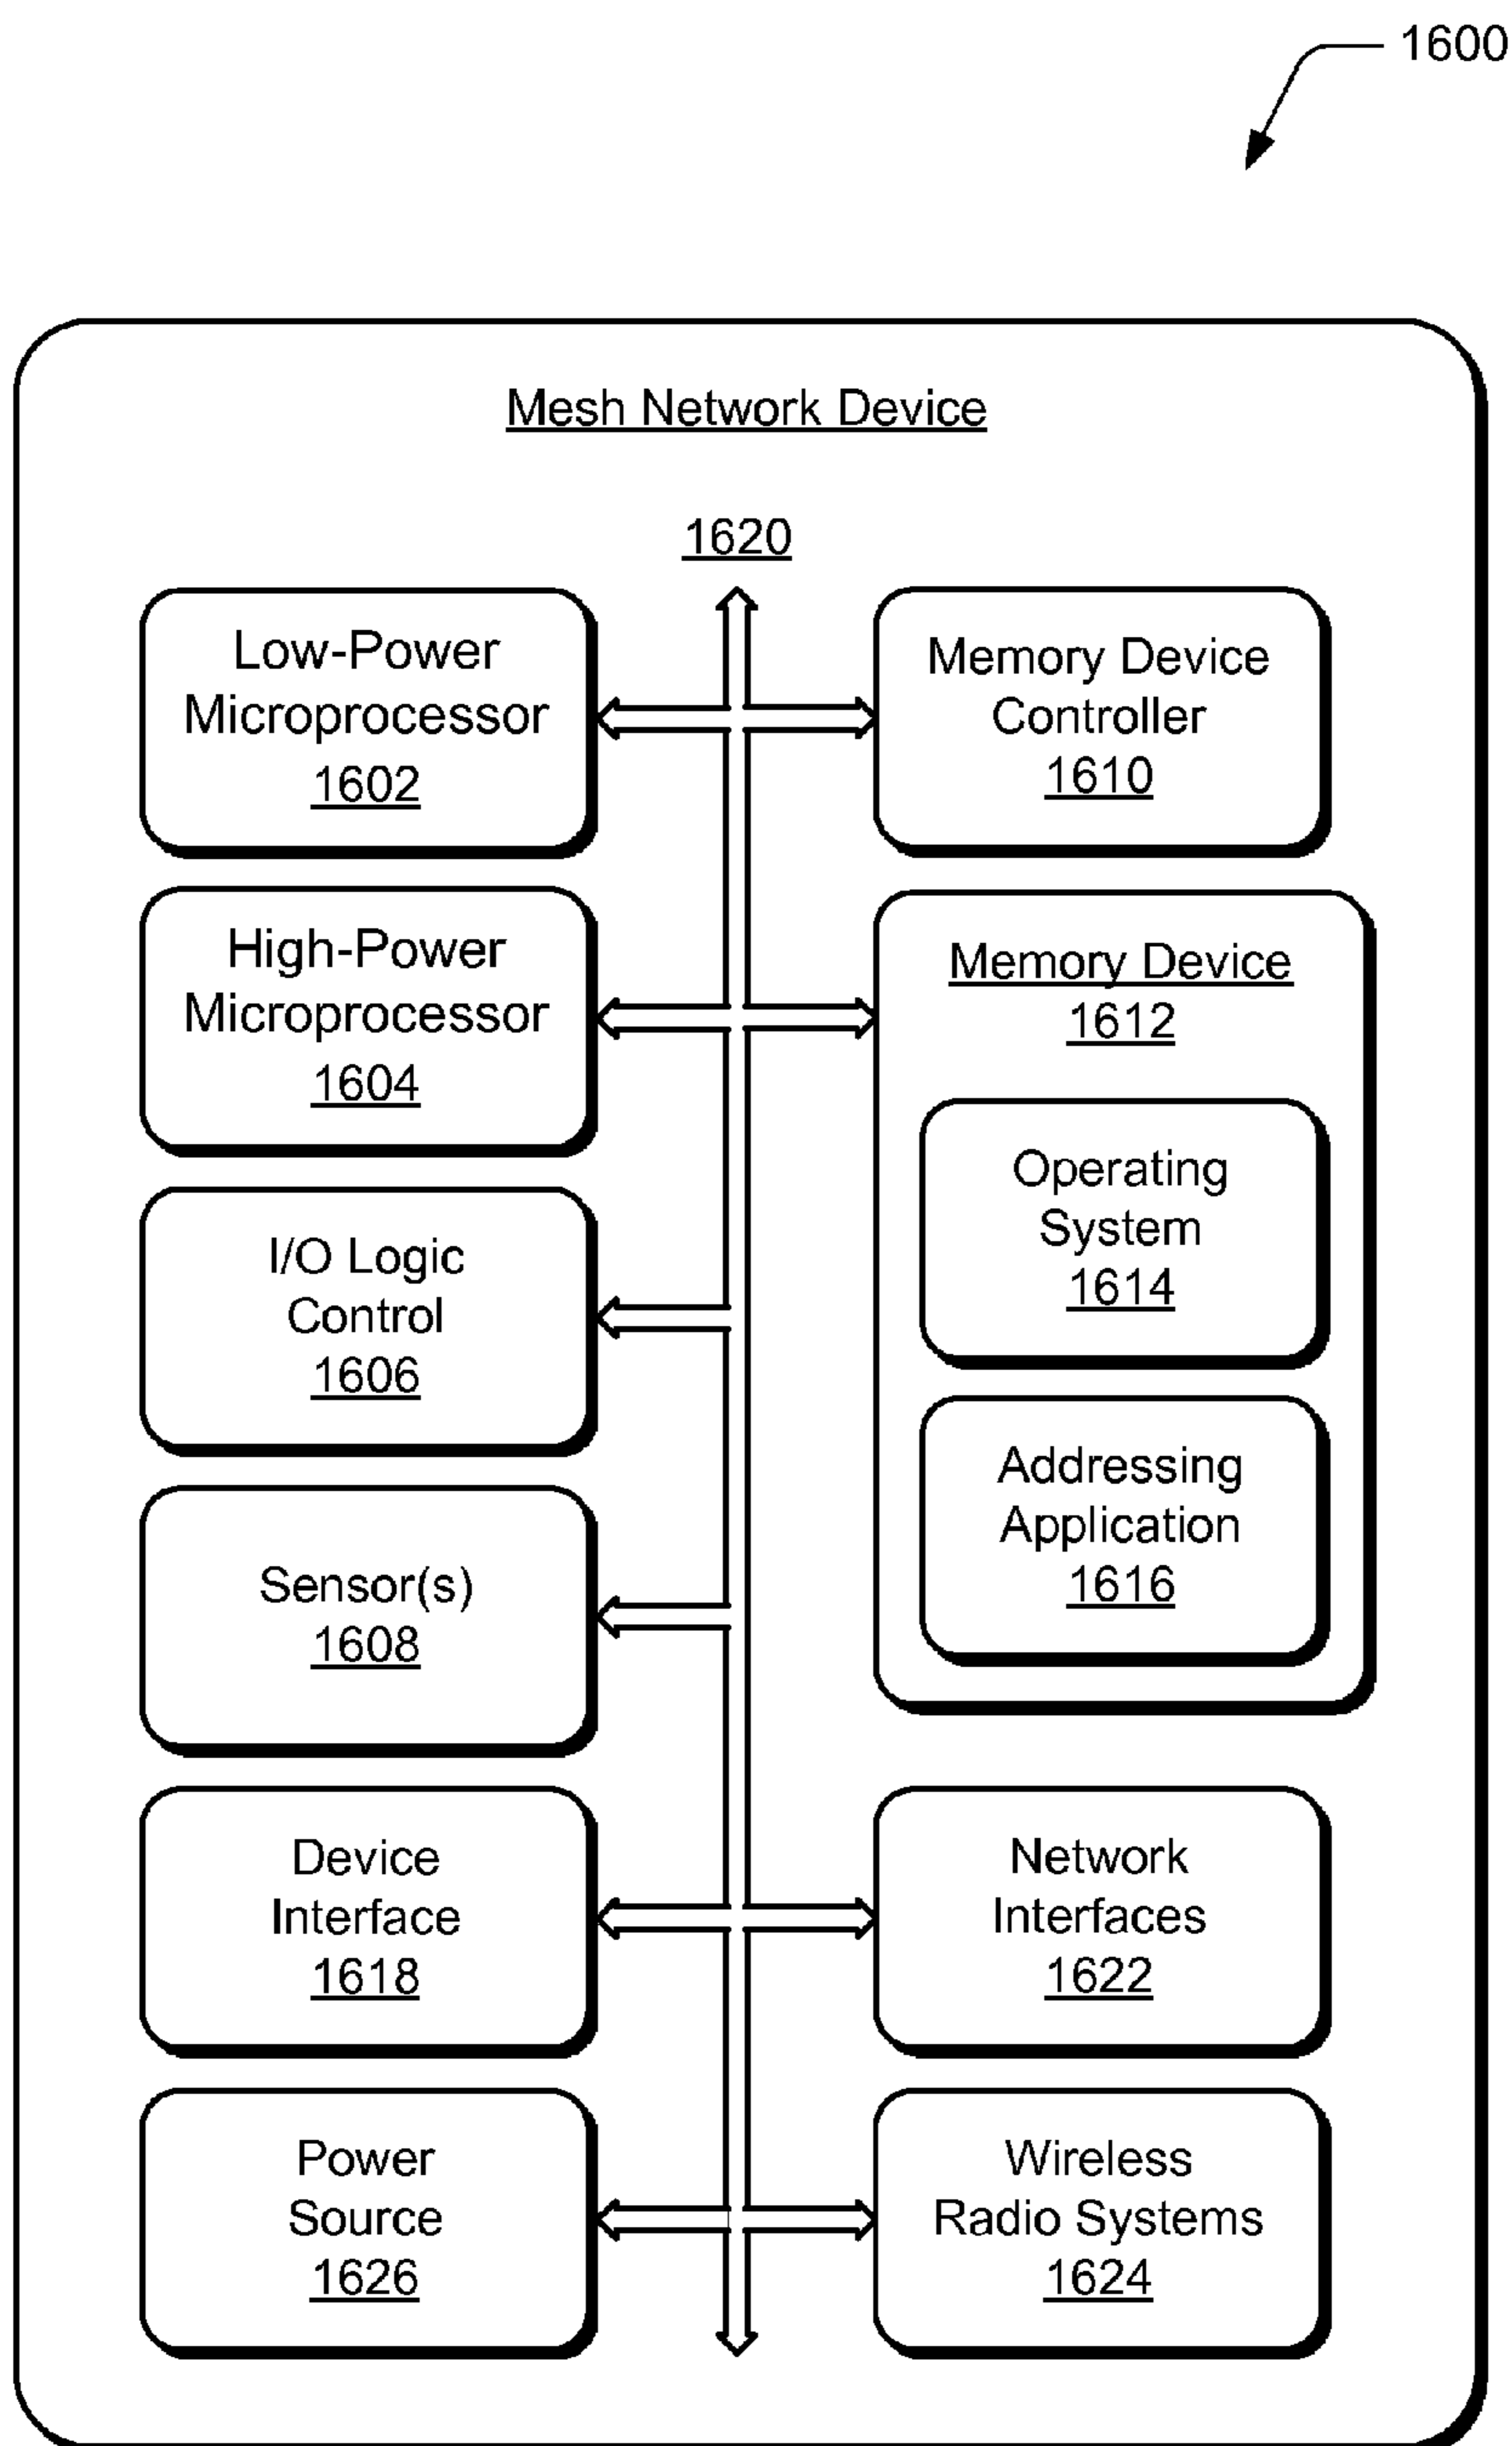 1600
Mesh Network Device
1620
Low-Power
Microprocessor
1602
Memory Device
Controller
1610
High-Power
Microprocessor
1604
Memory Device
1612
Operating
System
1614
Addressing
Application
1616
I/O Logic
Control
1606
Sensor(s)
1608
Device
Interface
1618
Network
Interfaces
1622
Power
Source
1626
Wireless
Radio Systems
1624